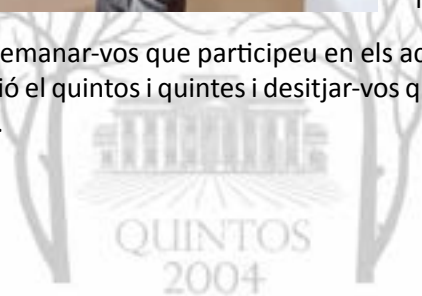 emanar-vos que participeu en els ac
ió el quintos i quintes i desitjar-vos q
.
QUINTOS
2004